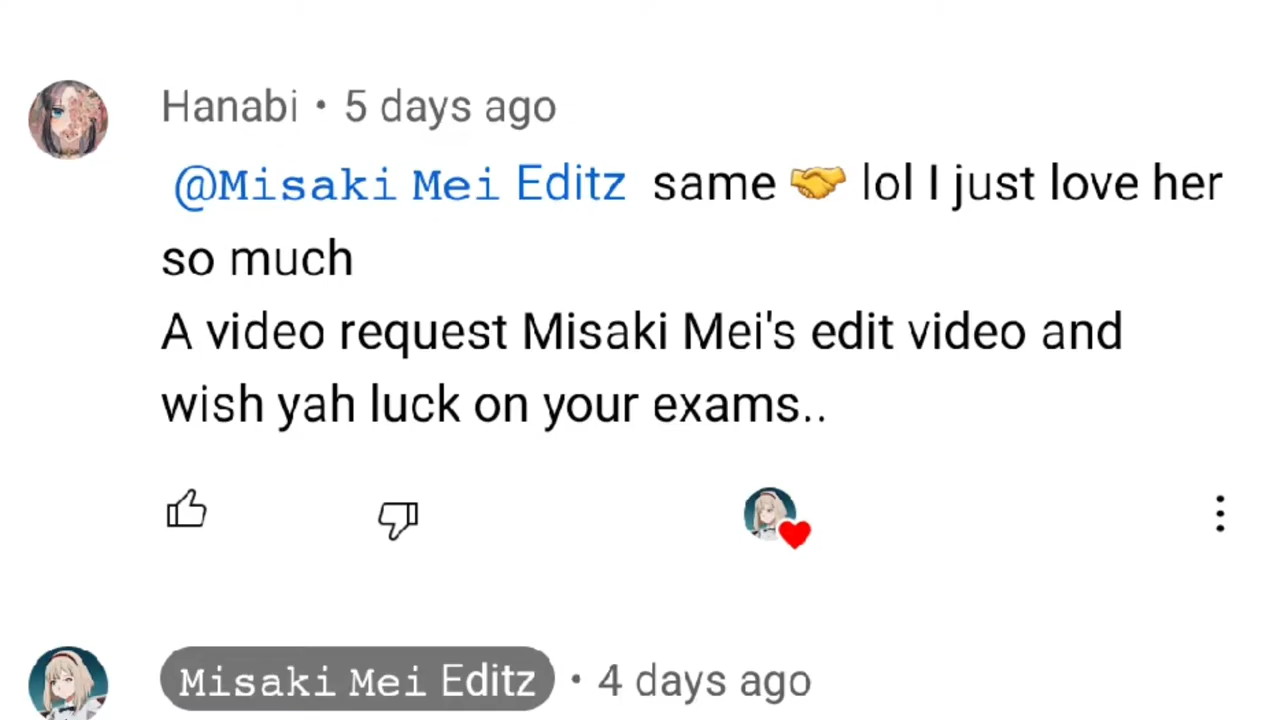 Hanabi • 5 days ago
@Misaki Mei Editz same 🤝 lol I just love her
so much
A video request Misaki Mei's edit video and
wish yah luck on your exams..
Misaki Mei Editz • 4 days ago